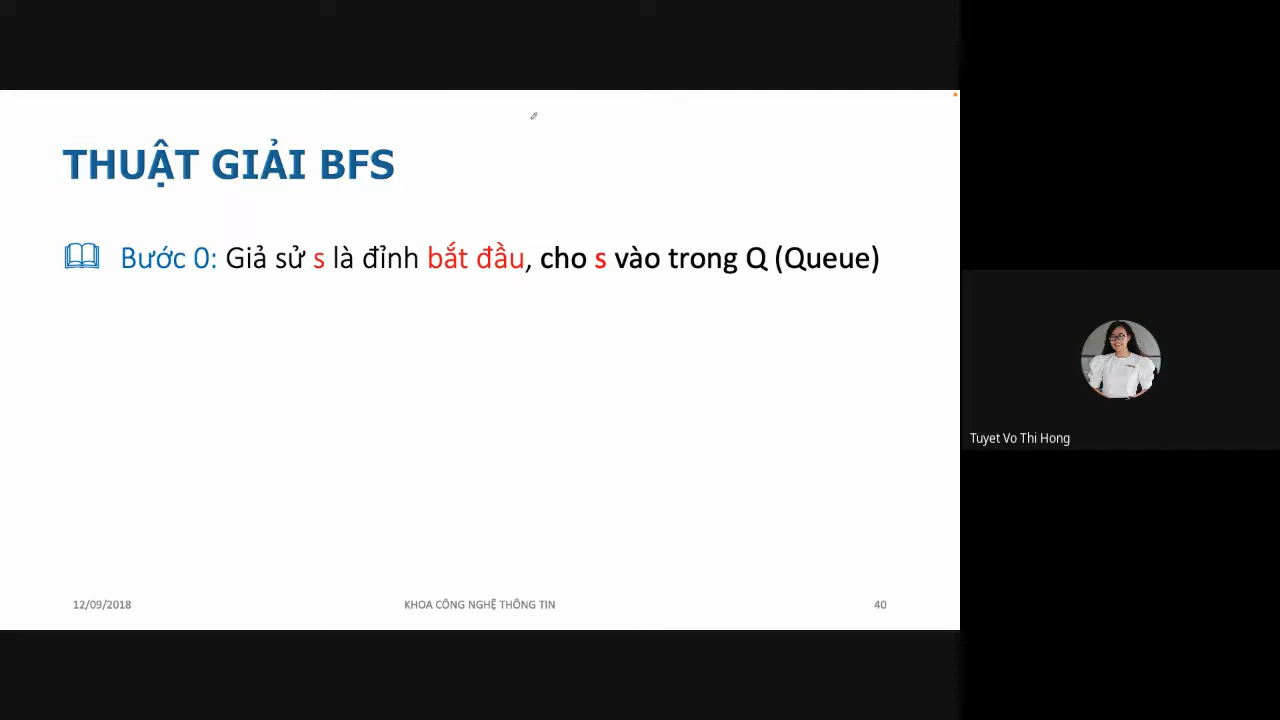 THUẬT GIẢI BFS
Bước 0: Giả sử s là đỉnh bắt đầu, cho s vào trong Q (Queue)
Tuyet Vo Thi Hong
12/09/2018
KHOA CÔNG NGHỆ THÔNG TIN
40